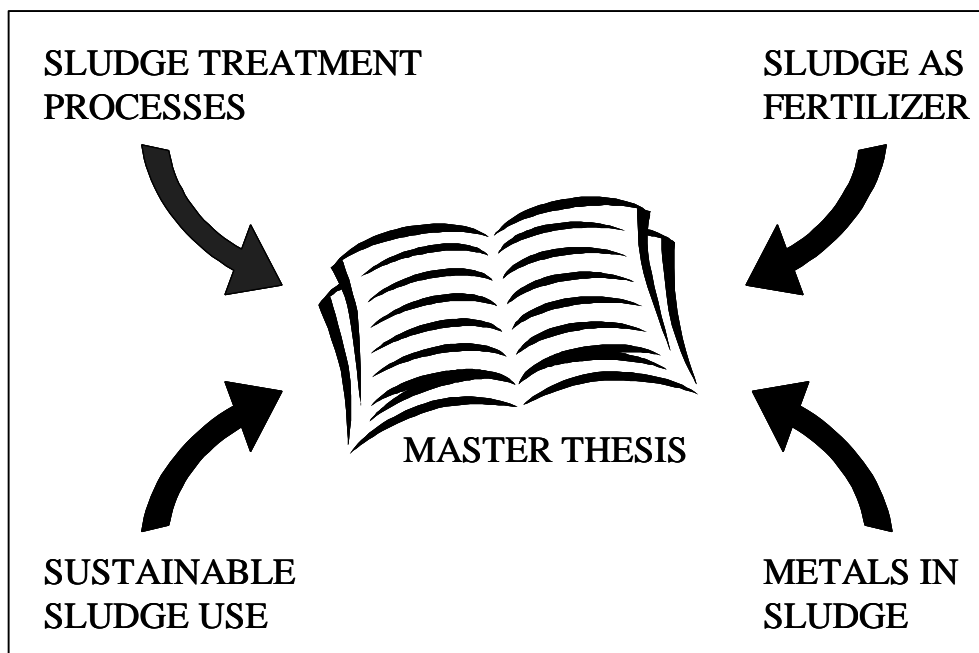 SLUDGE TREATMENT
PROCESSES
SLUDGE AS
FERTILIZER
MASTER THESIS
SUSTAINABLE
SLUDGE USE
METALS IN
SLUDGE